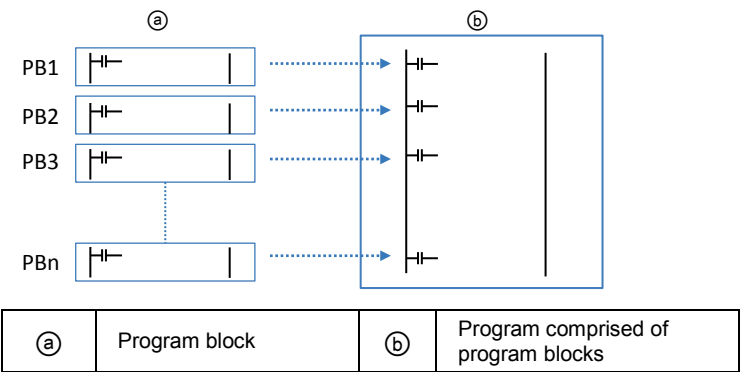 ⓐ ⓑ
PB1
PB2
PB3
PBn
ⓐ Program block ⓑ Program comprised of
program blocks